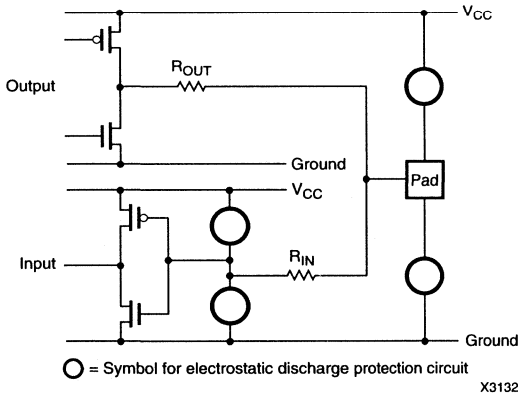 VCC
ROUT
Output
Ground
VCC
Pad
RIN
Input
Ground
= Symbol for electrostatic discharge protection circuit
X3132